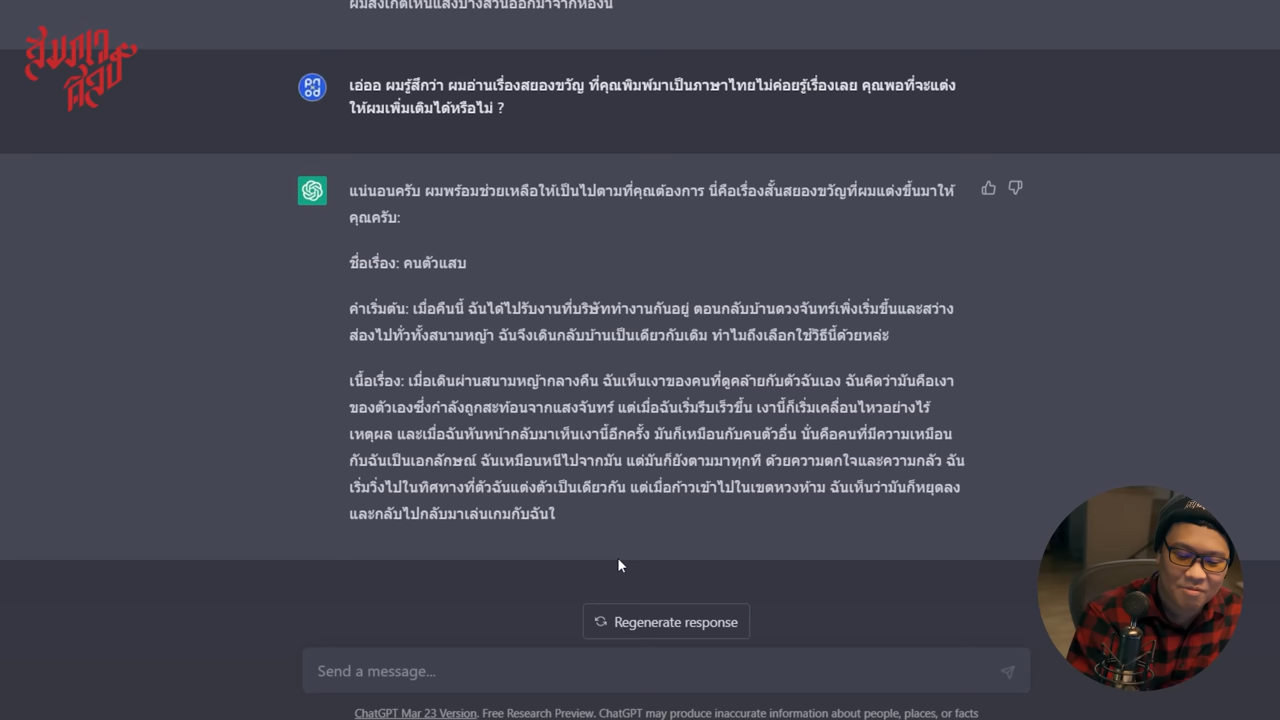 ผมสังเกตเห็นแสงบางส่วนออกมาจากห้องน้
สัมภเวศิลป์
เอ่ออ ผมรู้สึกว่า ผมอ่านเรื่องสยองขวัญ ที่คุณพิมพ์มาเป็นภาษาไทยไม่ค่อยรู้เรื่องเลย คุณพอที่จะแต่ง
ให้ผมเพิ่มเติมได้หรือไม่ ?
แน่นอนครับ ผมพร้อมช่วยเหลือให้เป็นไปตามที่คุณต้องการ นี่คือเรื่องสั้นสยองขวัญที่ผมแต่งขึ้นมาให้
คุณครับ:
ชื่อเรื่อง: คนตัวแสบ
คำเริ่มต้น: เมื่อคืนนี้ ฉันได้ไปรับงานที่บริษัททำงานกันอยู่ ตอนกลับบ้านดวงจันทร์เพิ่งเริ่มขึ้นและสว่าง
ส่องไปทั่วทั้งสนามหญ้า ฉันจึงเดินกลับบ้านเป็นเดียวกับเดิม ทำไมถึงเลือกใช้วิธีนี้ด้วยหล่ะ
เนื้อเรื่อง: เมื่อเดินผ่านสนามหญ้ากลางคืน ฉันเห็นเงาของคนที่ดูคล้ายกับตัวฉันเอง ฉันคิดว่ามันคือเงา
ของตัวเองซึ่งกำลังถูกสะท้อนจากแสงจันทร์ แต่เมื่อฉันเริ่มรีบเร็วขึ้น เงานี้ก็เริ่มเคลื่อนไหวอย่างไร้
เหตุผล และเมื่อฉันหันหน้ากลับมาเห็นเงานี้อีกครั้ง มันก็เหมือนกับคนตัวอื่น นั่นคือคนที่มีความเหมือน
กับฉันเป็นเอกลักษณ์ ฉันเหมือนหนีไปจากมัน แต่มันก็ยังตามมาทุกที ด้วยความตกใจและความกลัว ฉัน
เริ่มวิ่งไปในทิศทางที่ตัวฉันแต่งตัวเป็นเดียวกัน แต่เมื่อก้าวเข้าไปในเขตหวงห้าม ฉันเห็นว่ามันก็หยุดลง
และกลับไปกลับมาเล่นเกมกับฉันใ
Regenerate response
Send a message...
ChatGPT Mar 23 Version. Free Research Preview. ChatGPT may produce inaccurate information about people, places, or facts